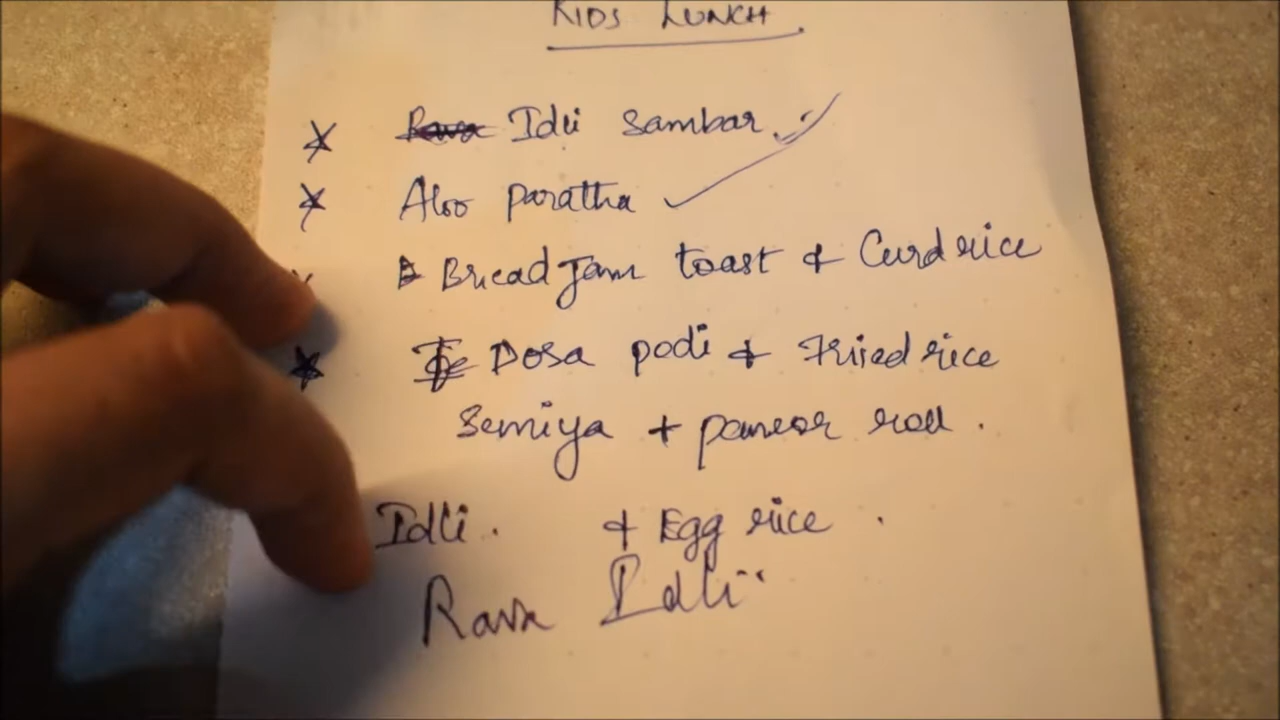 KIDS LUNCH
Idli Sambar
Aloo paratha
Bread Jam toast & Curd rice
Dosa podi & Fried rice
Semiya + paneer roll .
Idli . & Egg rice .
Rava Idli